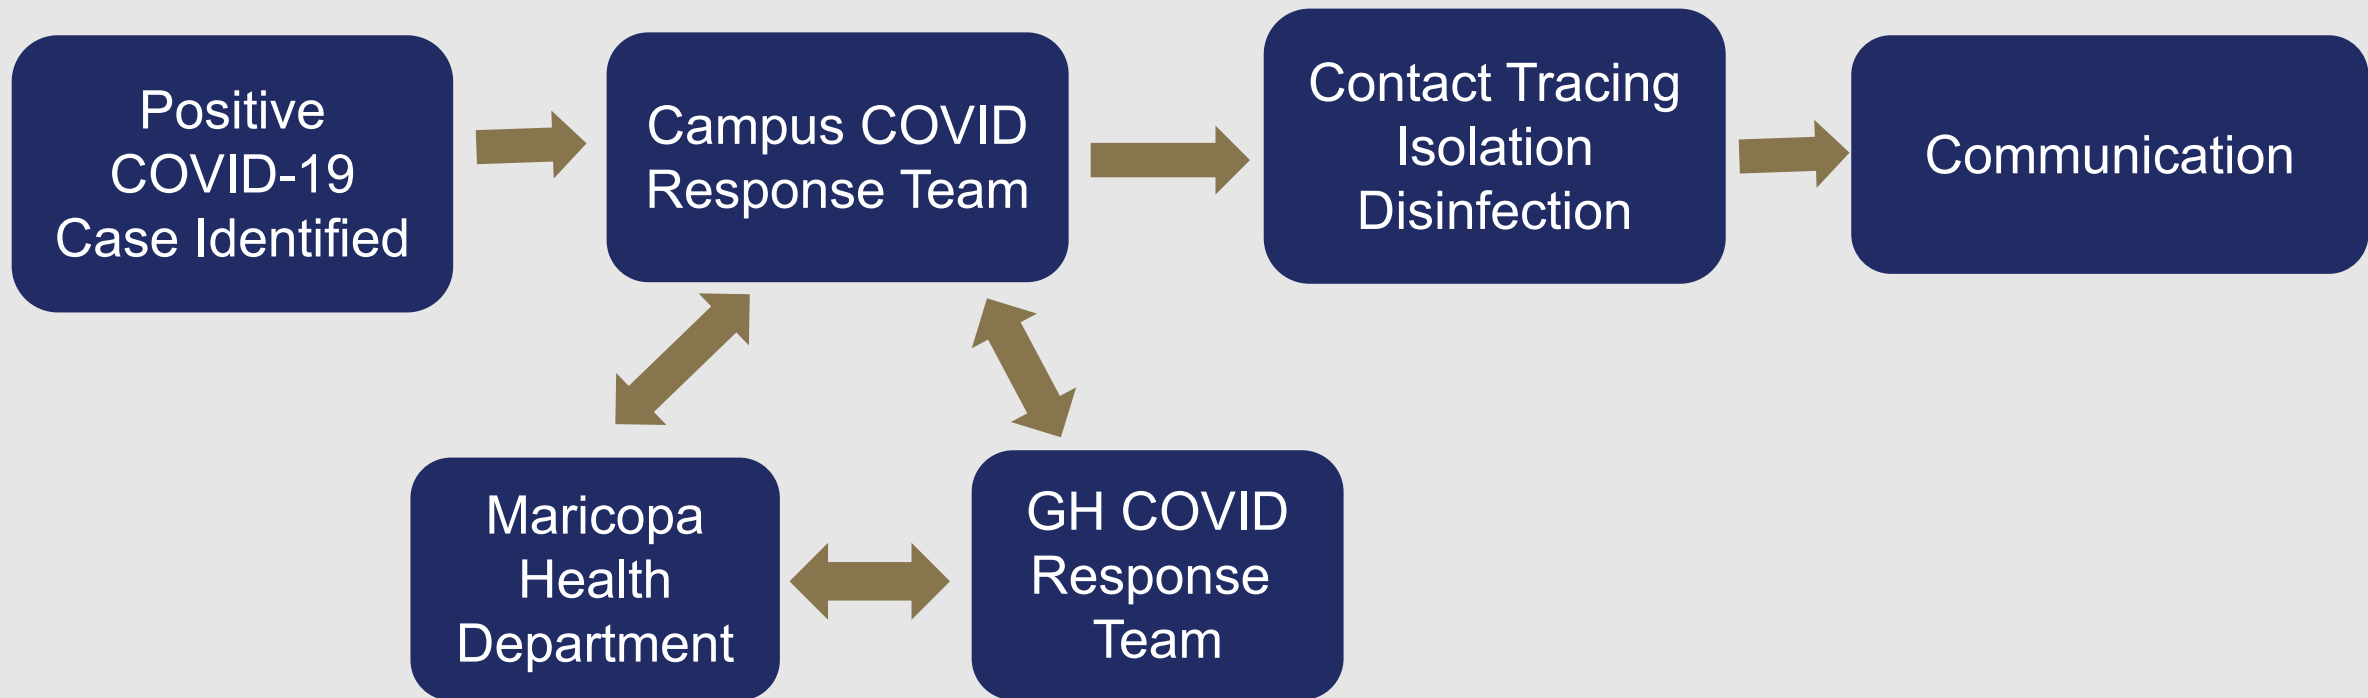 Positive
COVID-19
Case Identified
Campus COVID
Response Team
Contact Tracing
Isolation
Disinfection
Communication
Maricopa
Health
Department
GH COVID
Response
Team